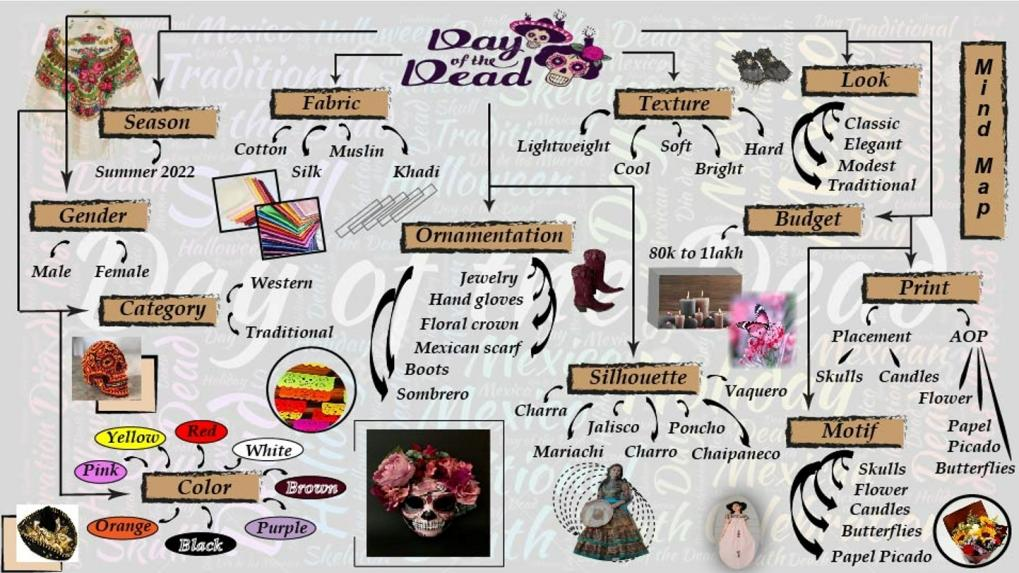 Day
of the
Dead
Mind Map
Season
Summer 2022
Fabric
Cotton
Silk
Muslin
Khadi
Texture
Lightweight
Cool
Soft
Bright
Hard
Look
Classic
Elegant
Modest
Traditional
Gender
Male
Female
Category
Western
Traditional
Ornamentation
Jewelry
Hand gloves
Floral crown
Mexican scarf
Boots
Sombrero
Budget
80k to 1lakh
Print
Placement
Skulls
Candles
AOP
Flower
Papel
Picado
Butterflies
Silhouette
Charra
Mariachi
Jalisco
Charro
Poncho
Chaipaneco
Vaquero
Motif
Skulls
Flower
Candles
Butterflies
Papel Picado
Color
Yellow
Red
White
Pink
Brown
Orange
Black
Purple
Day of the Dead